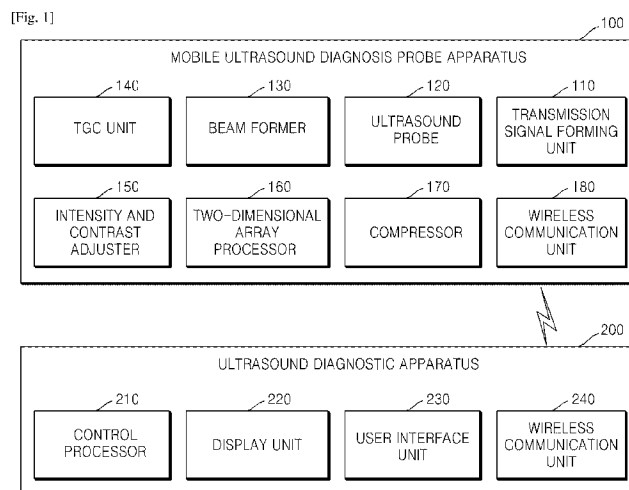 [Fig. 1]
100
MOBILE ULTRASOUND DIAGNOSIS PROBE APPARATUS
140 130 120 110
TGC UNIT
BEAM FORMER
ULTRASOUND
PROBE
TRANSMISSION
SIGNAL FORMING
UNIT
150 160 170 180
INTENSITY AND
CONTRAST
ADJUSTER
TWO-DIMENSIONAL
ARRAY
PROCESSOR
COMPRESSOR
WIRELESS
COMMUNICATION
UNIT
200
ULTRASOUND DIAGNOSTIC APPARATUS
210 220 230 240
CONTROL
PROCESSOR
DISPLAY UNIT
USER INTERFACE
UNIT
WIRELESS
COMMUNICATION
UNIT